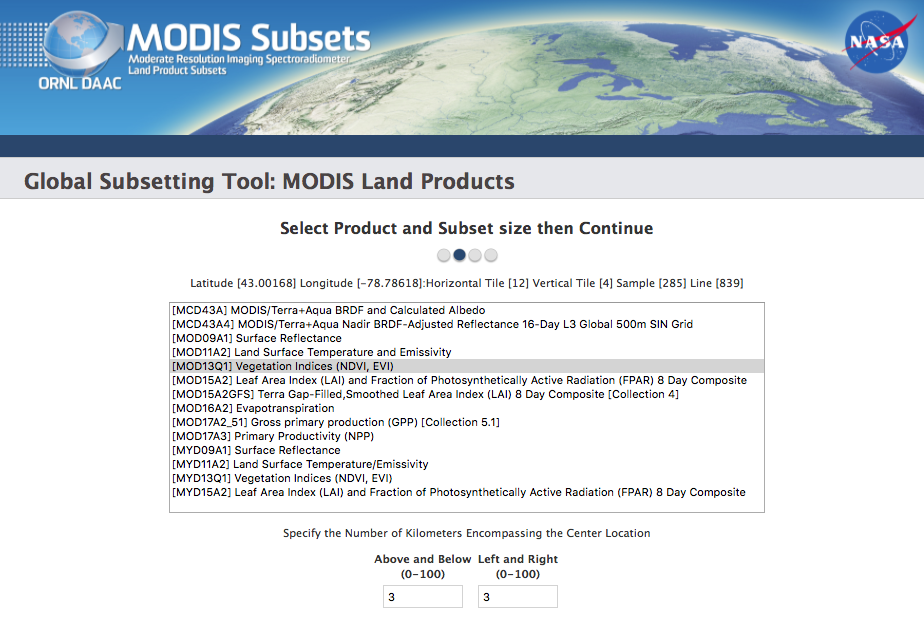 MODIS Subsets
Moderate Resolution Imaging Spectroradiometer
Land Product Subsets
ORNL DAAC
NASA
Global Subsetting Tool: MODIS Land Products
Select Product and Subset size then Continue
Latitude [43.00168] Longitude [-78.78618]:Horizontal Tile [12] Vertical Tile [4] Sample [285] Line [839]
[MCD43A] MODIS/Terra+Aqua BRDF and Calculated Albedo
[MCD43A4] MODIS/Terra+Aqua Nadir BRDF-Adjusted Reflectance 16-Day L3 Global 500m SIN Grid
[MOD09A1] Surface Reflectance
[MOD11A2] Land Surface Temperature and Emissivity
[MOD13Q1] Vegetation Indices (NDVI, EVI)
[MOD15A2] Leaf Area Index (LAI) and Fraction of Photosynthetically Active Radiation (FPAR) 8 Day Composite
[MOD15A2GFS] Terra Gap-Filled,Smoothed Leaf Area Index (LAI) 8 Day Composite [Collection 4]
[MOD16A2] Evapotranspiration
[MOD17A2_51] Gross primary production (GPP) [Collection 5.1]
[MOD17A3] Primary Productivity (NPP)
[MYD09A1] Surface Reflectance
[MYD11A2] Land Surface Temperature/Emissivity
[MYD13Q1] Vegetation Indices (NDVI, EVI)
[MYD15A2] Leaf Area Index (LAI) and Fraction of Photosynthetically Active Radiation (FPAR) 8 Day Composite
Specify the Number of Kilometers Encompassing the Center Location
Above and Below Left and Right
(0-100) (0-100)
3 3